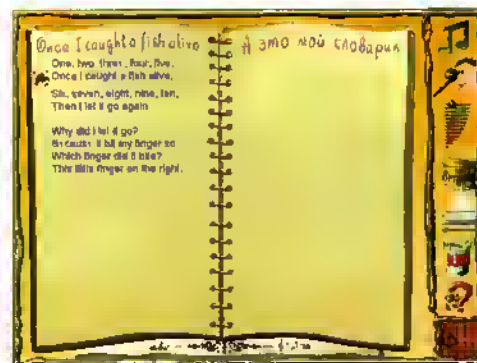 Once I caught a fish alive
One, two, three, four, five,
Once I caught a fish alive,
Six, seven, eight, nine, ten,
Then I let it go again
Why did I let it go?
Because it bit my finger so
Which finger did it bite?
This little finger on the right.
А это мой словарик